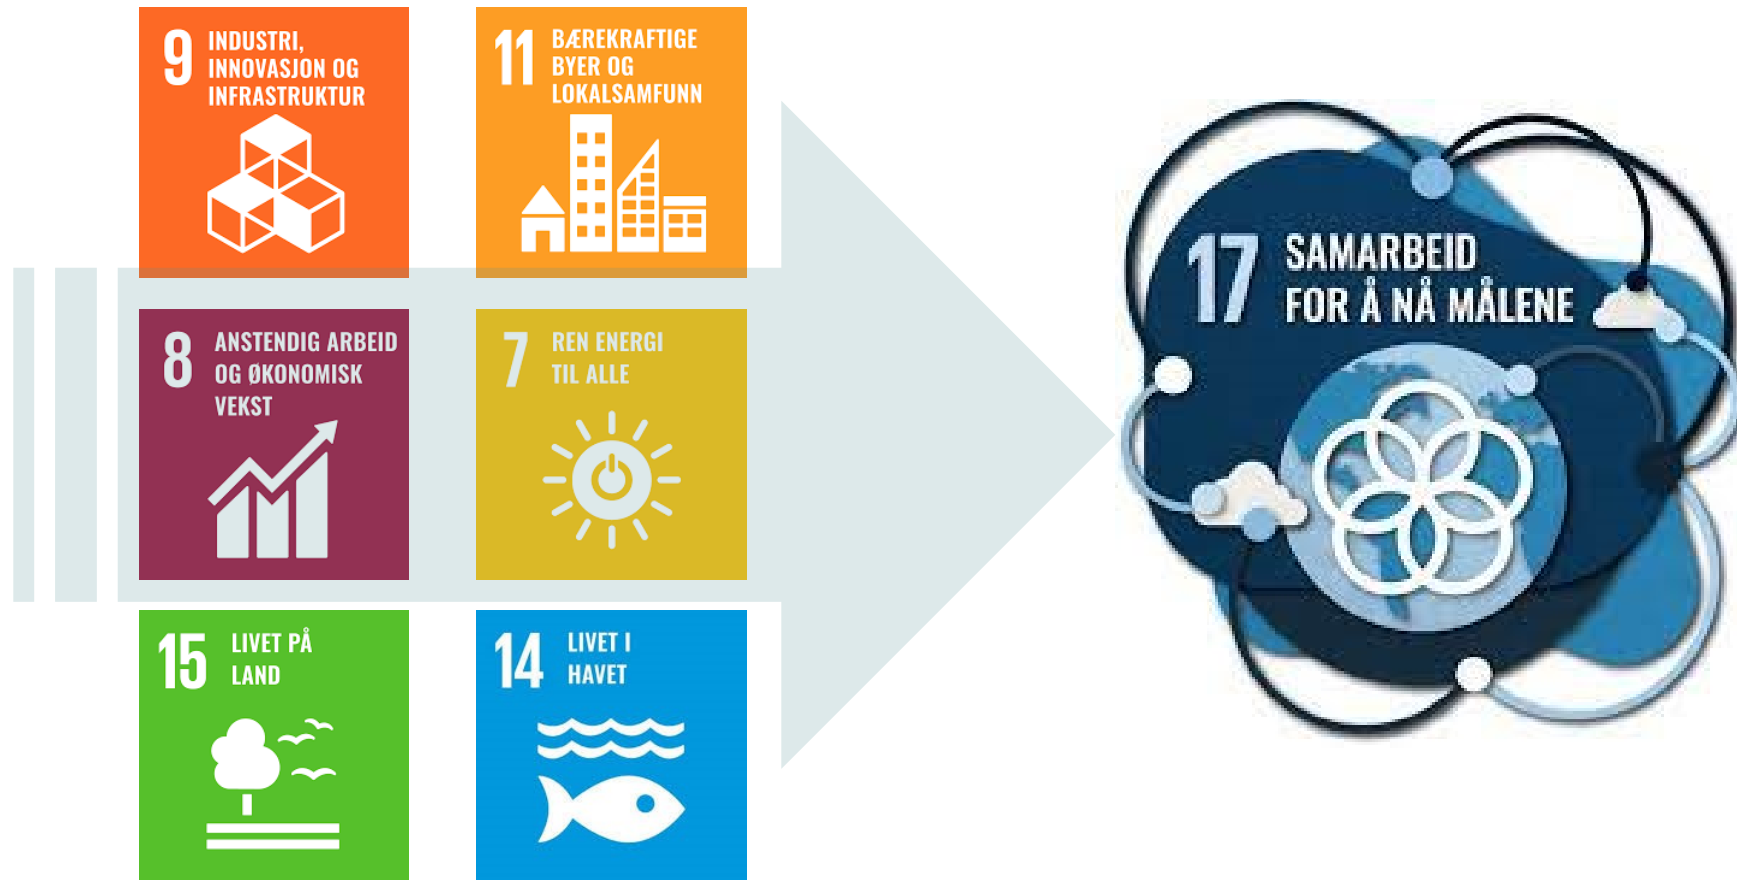 9
INDUSTRI,
INNOVASJON OG
INFRASTRUKTUR
11
BÆREKRAFTIGE
BYER OG
LOKALSAMFUNN
8
ANSTENDIG ARBEID
OG ØKONOMISK
VEKST
7
REN ENERGI
TIL ALLE
15
LIVET PÅ
LAND
14
LIVET I
HAVET
17
SAMARBEID
FOR Å NÅ MÅLENE